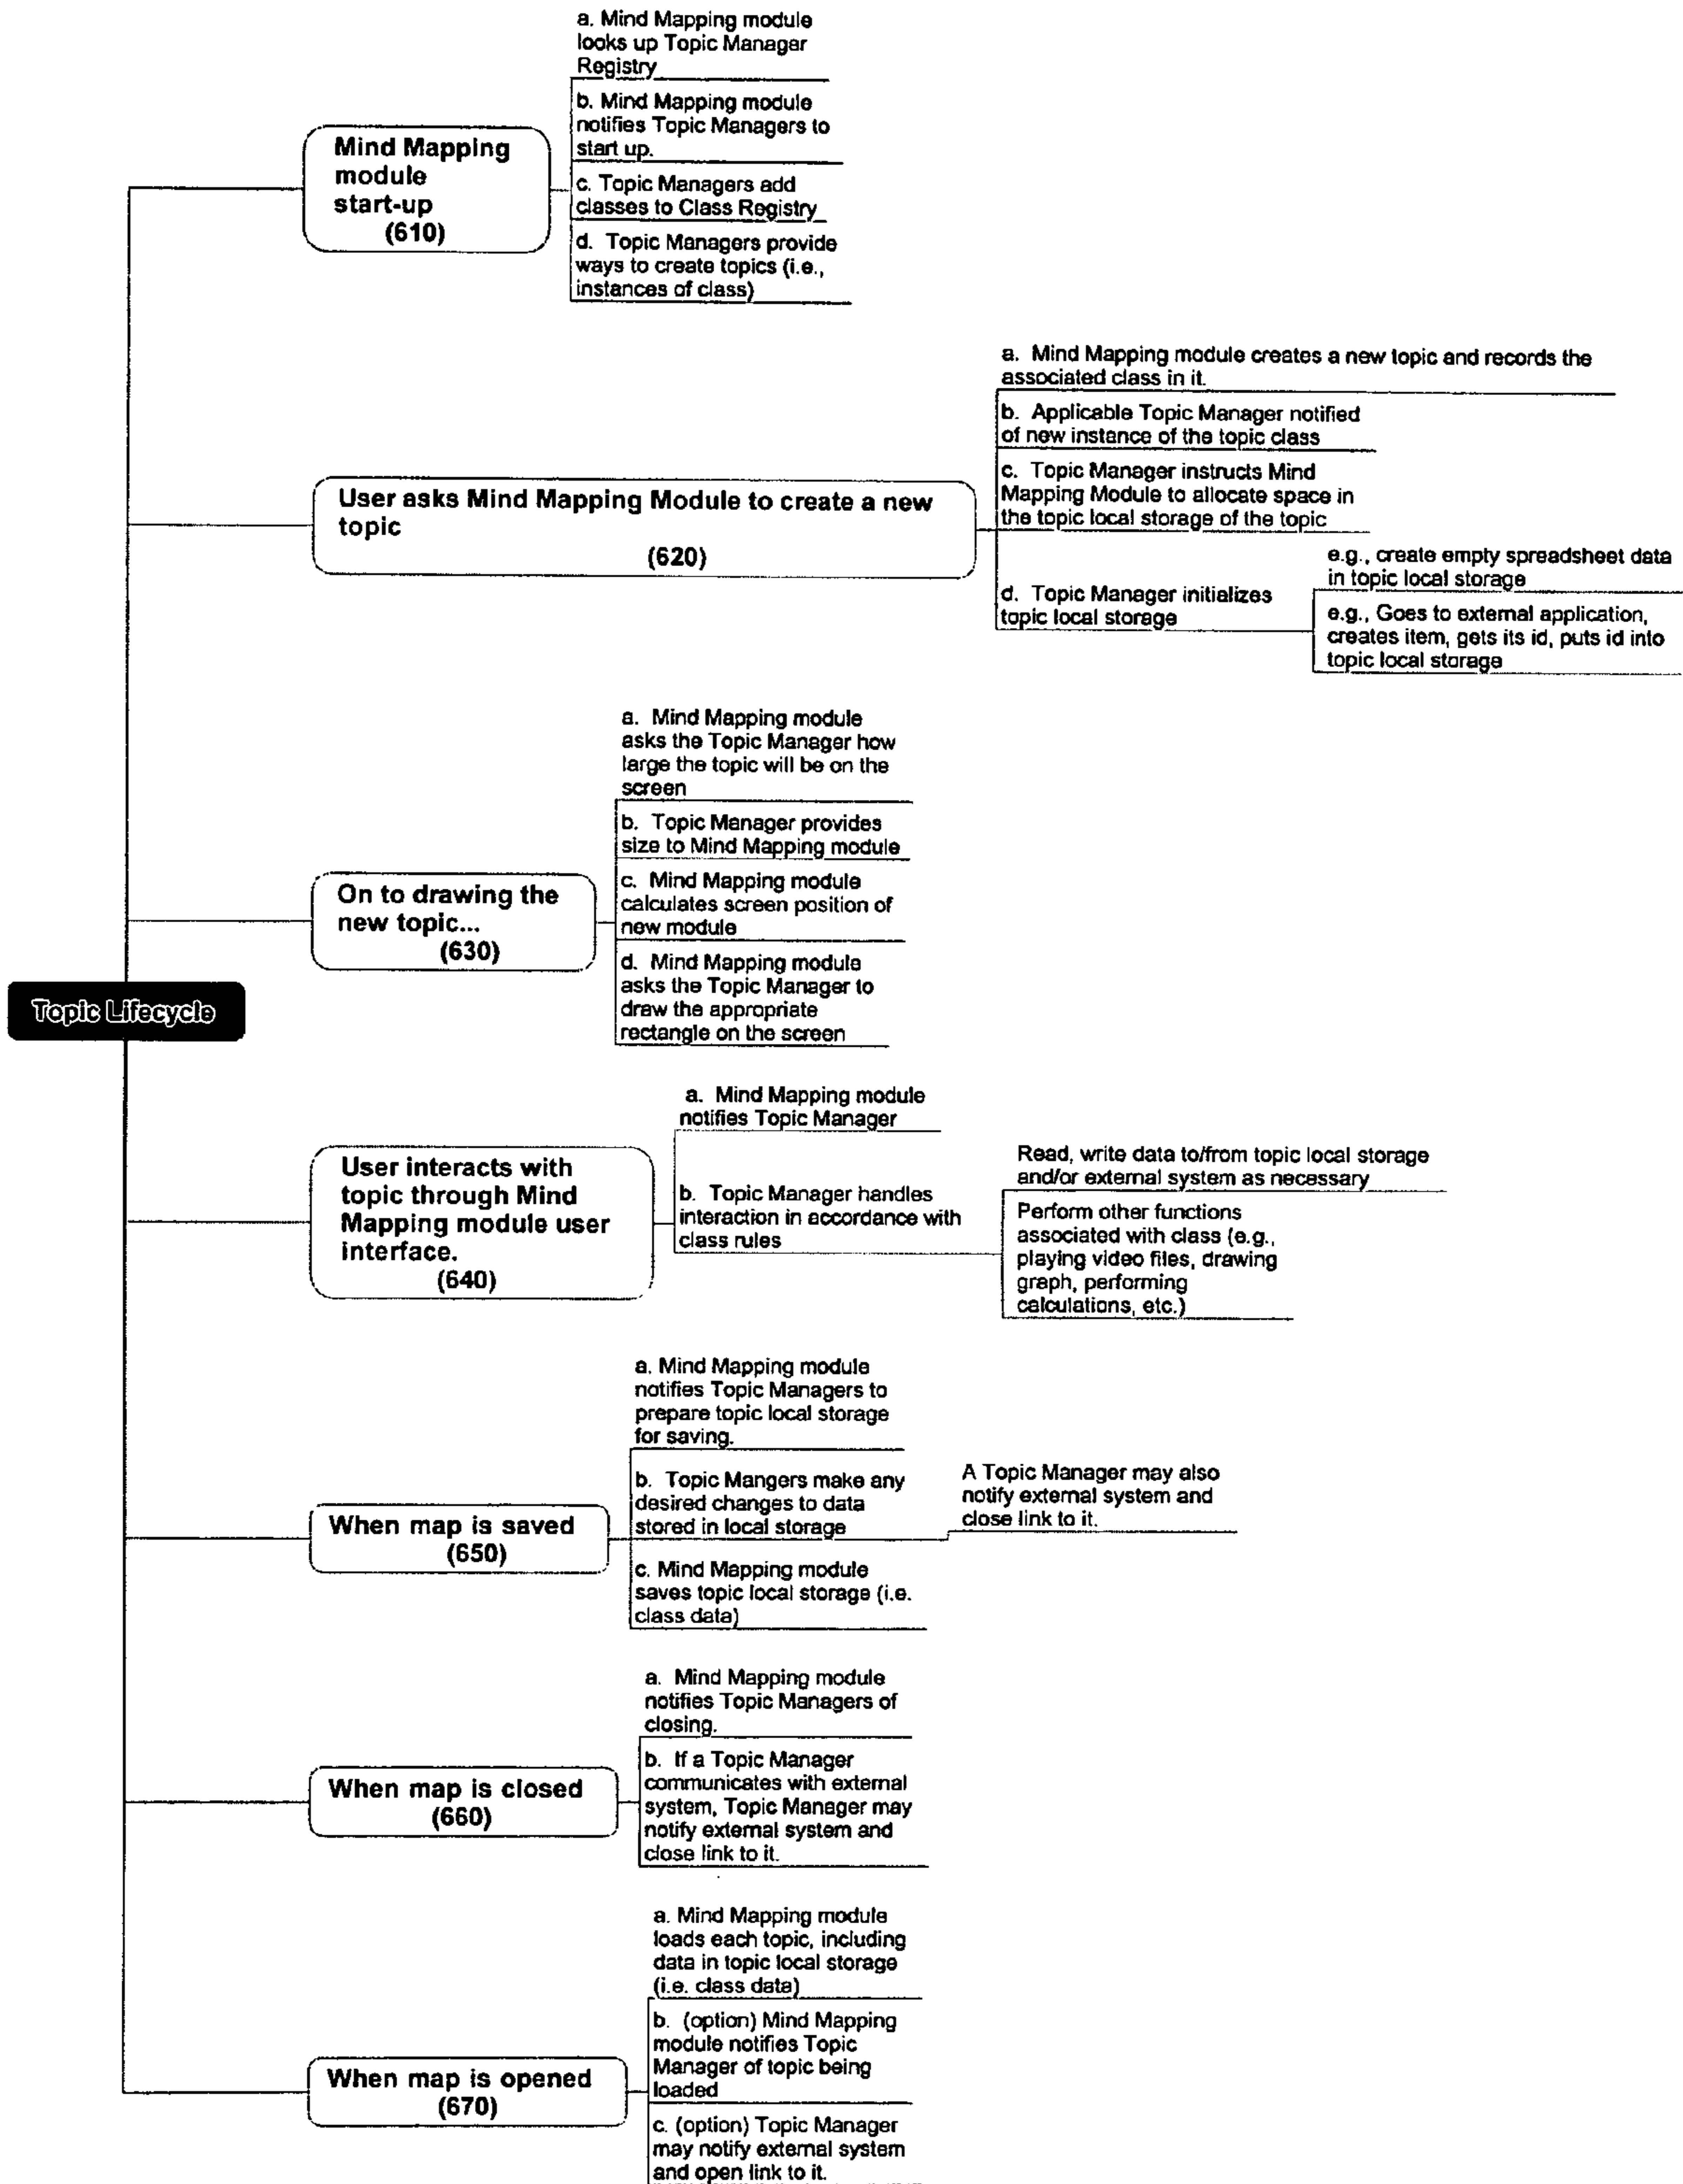 a. Mind Mapping module
looks up Topic Manager
Registry
b. Mind Mapping module
notifies Topic Managers to
start up.
Mind Mapping
module
start-up
(610)
c. Topic Managers add
classes to Class Registry
d. Topic Managers provide
ways to create topics (i.e.,
instances of class)
a. Mind Mapping module creates a new topic and records the
associated class in it.
b. Applicable Topic Manager notified
of new instance of the topic class
c. Topic Manager instructs Mind
Mapping Module to allocate space in
the topic local storage of the topic
User asks Mind Mapping Module to create a new
topic
(620)
d. Topic Manager initializes
topic local storage
e.g., create empty spreadsheet data
in topic local storage
e.g., Goes to external application,
creates item, gets its id, puts id into
topic local storage
a. Mind Mapping module
asks the Topic Manager how
large the topic will be on the
screen
b. Topic Manager provides
size to Mind Mapping module
On to drawing the
new topic...
(630)
c. Mind Mapping module
calculates screen position of
new module
d. Mind Mapping module
asks the Topic Manager to
draw the appropriate
rectangle on the screen
Topic Lifecycle
a. Mind Mapping module
notifies Topic Manager
User interacts with
topic through Mind
Mapping module user
interface.
(640)
b. Topic Manager handles
interaction in accordance with
class rules
Read, write data to/from topic local storage
and/or external system as necessary
Perform other functions
associated with class (e.g.,
playing video files, drawing
graph, performing
calculations, etc.)
a. Mind Mapping module
notifies Topic Managers to
prepare topic local storage
for saving.
When map is saved
(650)
b. Topic Mangers make any
desired changes to data
stored in local storage
A Topic Manager may also
notify external system and
close link to it.
c. Mind Mapping module
saves topic local storage (i.e.
class data)
a. Mind Mapping module
notifies Topic Managers of
closing.
When map is closed
(660)
b. If a Topic Manager
communicates with external
system, Topic Manager may
notify external system and
close link to it.
a. Mind Mapping module
loads each topic, including
data in topic local storage
(i.e. class data)
When map is opened
(670)
b. (option) Mind Mapping
module notifies Topic
Manager of topic being
loaded
c. (option) Topic Manager
may notify external system
and open link to it.